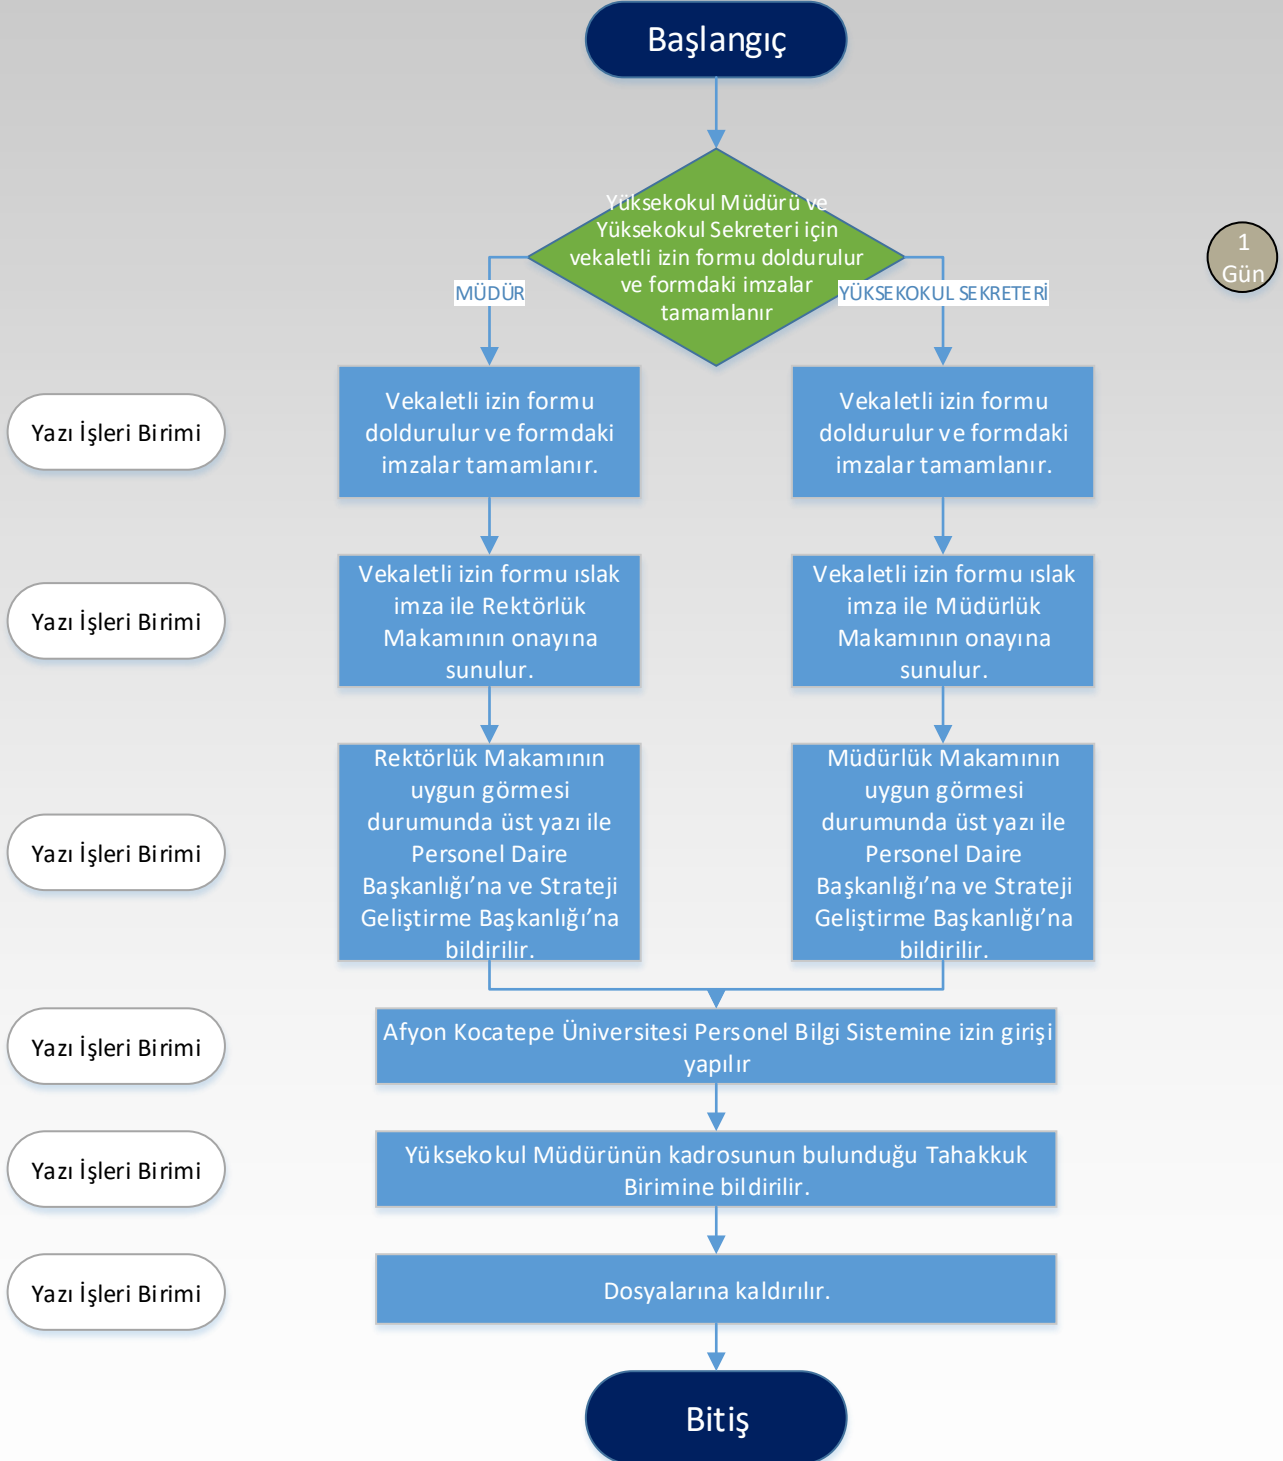 Başlangıç
Yüksekokul Müdürü ve
Yüksekokul Sekreteri için
vekaletli izin formu doldurulur
ve formdaki imzalar
tamamlanır
1
Gün
MÜDÜR
YÜKSEKOKUL SEKRETERİ
Yazı İşleri Birimi
Vekaletli izin formu
doldurulur ve formdaki
imzalar tamamlanır.
Vekaletli izin formu
doldurulur ve formdaki
imzalar tamamlanır.
Yazı İşleri Birimi
Vekaletli izin formu ıslak
imza ile Rektörlük
Makamının onayına
sunulur.
Vekaletli izin formu ıslak
imza ile Müdürlük
Makamının onayına
sunulur.
Yazı İşleri Birimi
Rektörlük Makamının
uygun görmesi
durumunda üst yazı ile
Personel Daire
Başkanlığı’na ve Strateji
Geliştirme Başkanlığı’na
bildirilir.
Müdürlük Makamının
uygun görmesi
durumunda üst yazı ile
Personel Daire
Başkanlığı’na ve Strateji
Geliştirme Başkanlığı’na
bildirilir.
Yazı İşleri Birimi
Afyon Kocatepe Üniversitesi Personel Bilgi Sistemine izin girişi
yapılır
Yazı İşleri Birimi
Yüksekokul Müdürünün kadrosunun bulunduğu Tahakkuk
Birimine bildirilir.
Yazı İşleri Birimi
Dosyalarına kaldırılır.
Bitiş